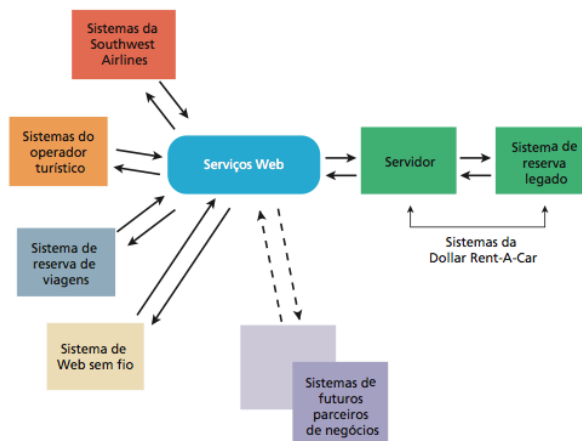 Sistemas da
Southwest
Airlines
Sistemas do
operador
turístico
Serviços Web
Servidor
Sistema de
reserva
legado
Sistemas da
Dollar Rent-A-Car
Sistema de
reserva de
viagens
Sistema de
Web sem fio
Sistemas de
futuros
parceiros
de negócios